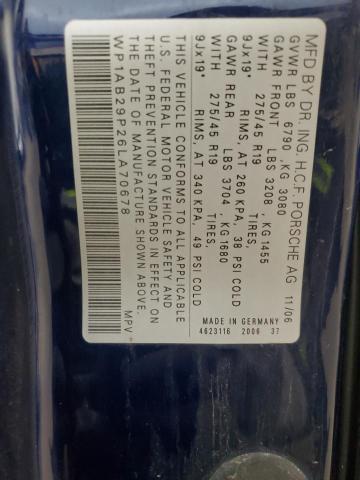 MFD BY DR. ING. H.C.F. PORSCHE AG 11/06
GVWR LBS 6790 ,KG 3080
GAWR FRONT LBS 3208, KG1455
WITH 275/45 R19 TIRES,
9Jx19" RIMS, AT 260 KPA, 38 PSI COLD
GAWR REAR LBS 3704, KG1680
WITH 275/45 R19 TIRES,
9Jx19" RIMS, AT 340 KPA, 49 PSI COLD
THIS VEHICLE CONFORMS TO ALL APPLICABLE
U.S. FEDERAL MOTOR VEHICLE SAFETY AND
THEFT PREVENTION STANDARDS IN EFFECT ON
THE DATE OF MANUFACTURE SHOWN ABOVE.
WP1AB29P26LA70678 MPV
MADE IN GERMANY
4623116 2006 37